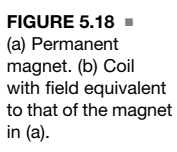 FIGURE 5.18 ■
(a) Permanent
magnet. (b) Coil
with field equivalent
to that of the magnet
in (a).